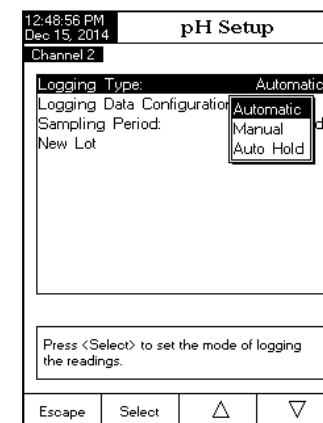 12:48:56 PM
Dec 15, 2014
pH Setup
Channel 2
Logging Type: Automatic
Logging Data Configuration
Sampling Period:
New Lot
Automatic
Manual
Auto Hold
Press <Select> to set the mode of logging
the readings.
Escape Select △ ▽